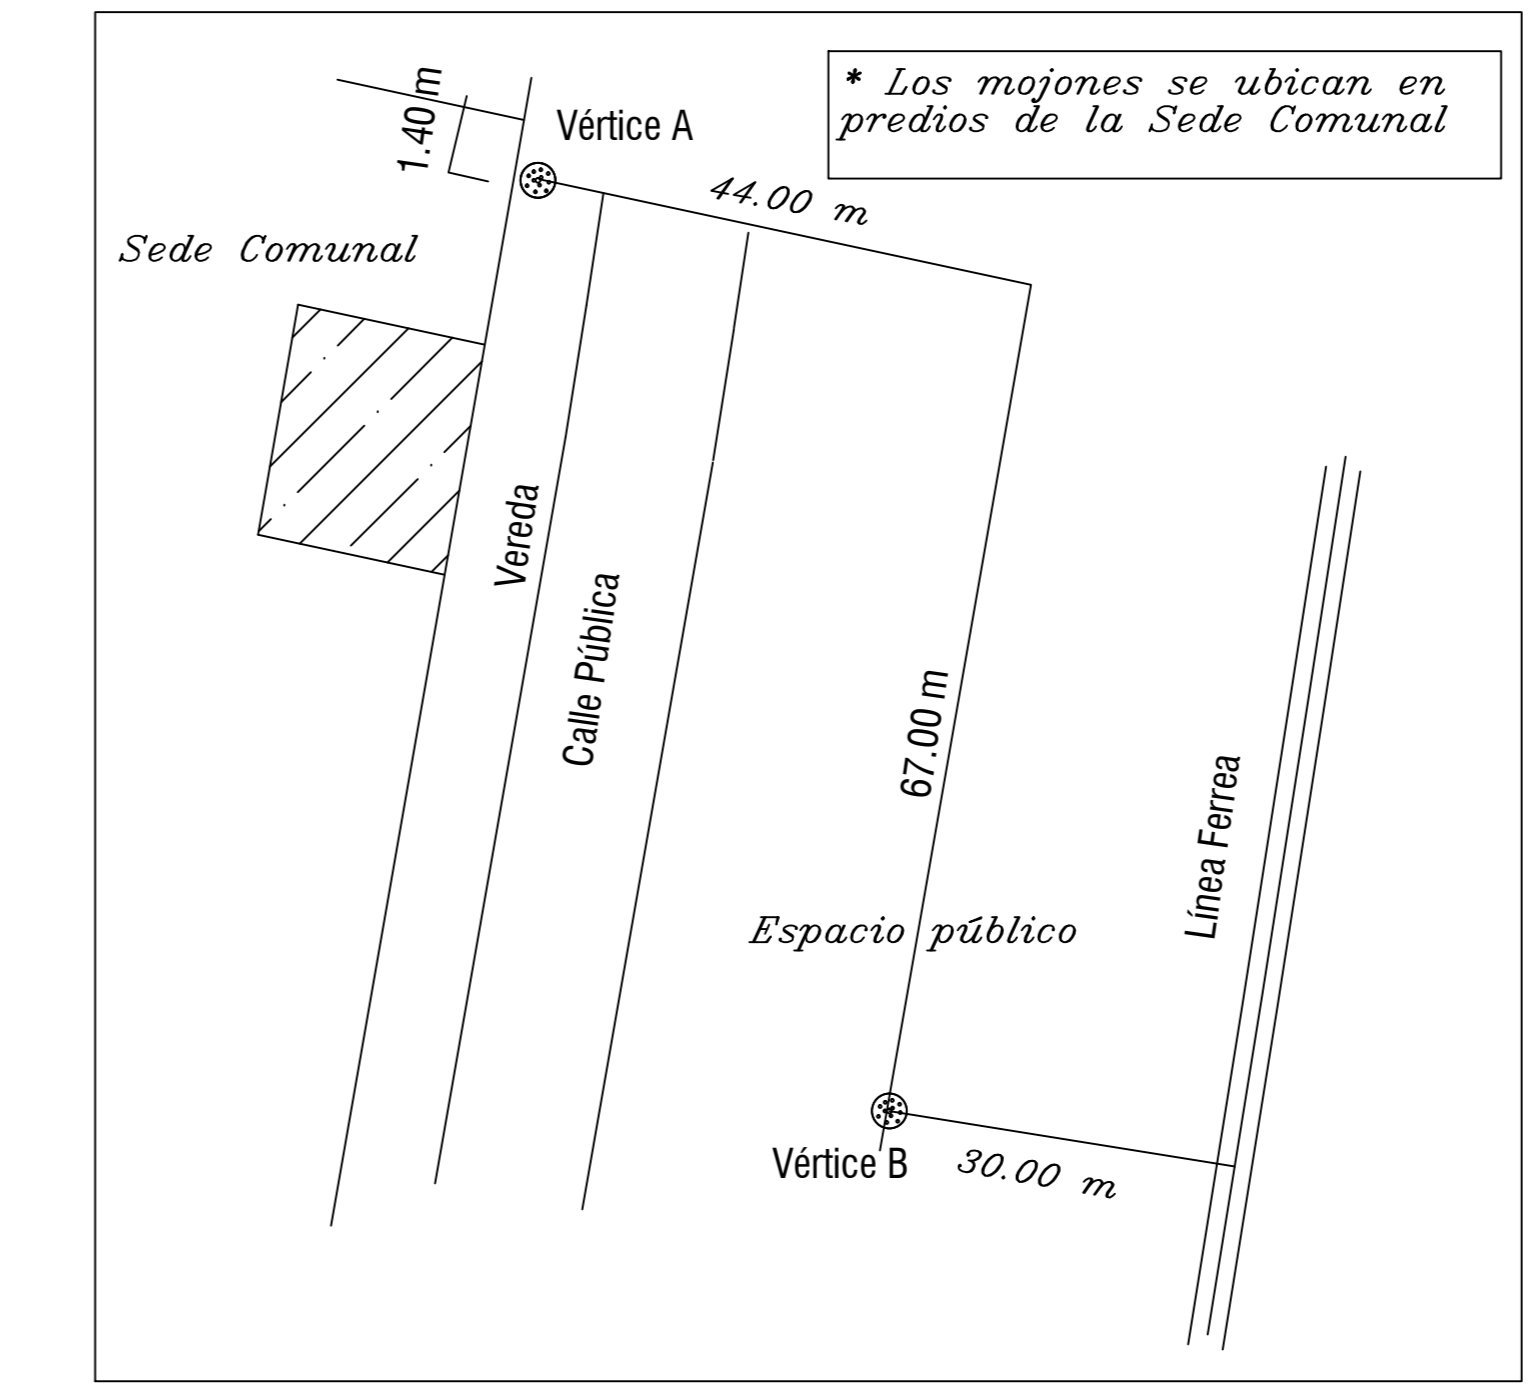 1.40 m
Vértice A
* Los mojones se ubican en
predios de la Sede Comunal
44.00 m
Sede Comunal
Vereda
Calle Pública
67.00 m
Línea Ferrea
Espacio público
Vértice B
30.00 m